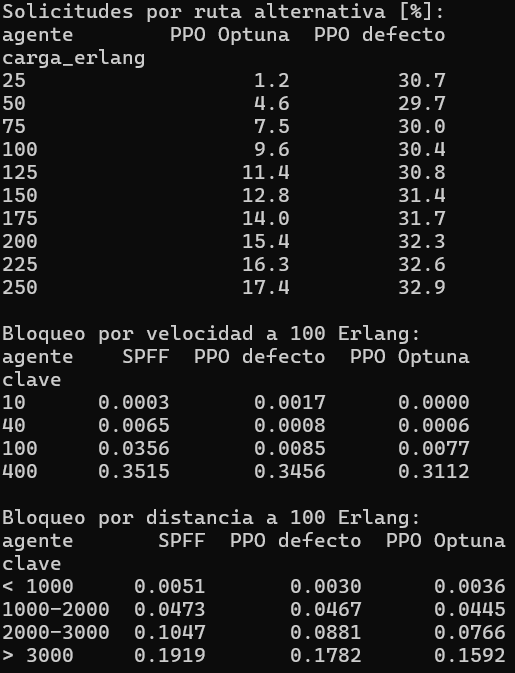 Solicitudes por ruta alternativa [%]:
agente        PPO Optuna  PPO defecto
carga_erlang
25                   1.2         30.7
50                   4.6         29.7
75                   7.5         30.0
100                  9.6         30.4
125                 11.4         30.8
150                 12.8         31.4
175                 14.0         31.7
200                 15.4         32.3
225                 16.3         32.6
250                 17.4         32.9

Bloqueo por velocidad a 100 Erlang:
agente    SPFF  PPO defecto  PPO Optuna
clave
10      0.0003       0.0017      0.0000
40      0.0065       0.0008      0.0006
100     0.0356       0.0085      0.0077
400     0.3515       0.3456      0.3112

Bloqueo por distancia a 100 Erlang:
agente       SPFF  PPO defecto  PPO Optuna
clave
< 1000     0.0051       0.0030      0.0036
1000-2000  0.0473       0.0467      0.0445
2000-3000  0.1047       0.0881      0.0766
> 3000     0.1919       0.1782      0.1592